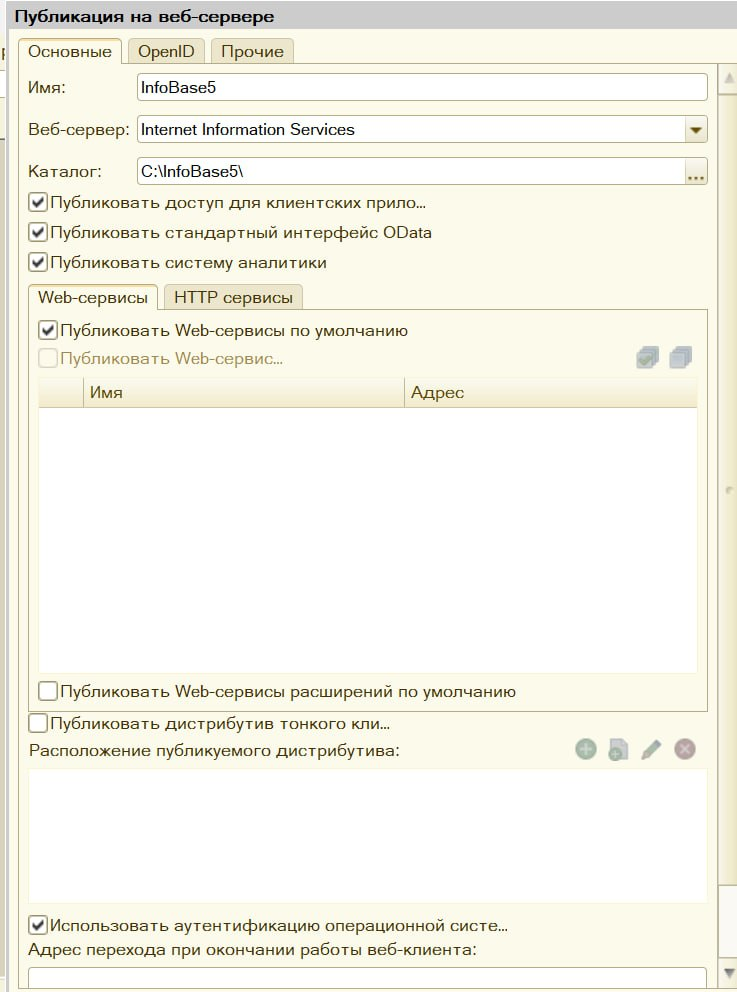 Публикация на веб-сервере
Основные OpenID Прочие
Имя: InfoBase5
Веб-сервер: Internet Information Services
Каталог: C:\InfoBase5\ ...
Публиковать доступ для клиентских прило...
Публиковать стандартный интерфейс OData
Публиковать систему аналитики
Web-сервисы HTTP сервисы
Публиковать Web-сервисы по умолчанию
Публиковать Web-сервис...
Имя Адрес
Публиковать Web-сервисы расширений по умолчанию
Публиковать дистрибутив тонкого кли...
Расположение публикуемого дистрибутива:
Использовать аутентификацию операционной систе...
Адрес перехода при окончании работы веб-клиента: